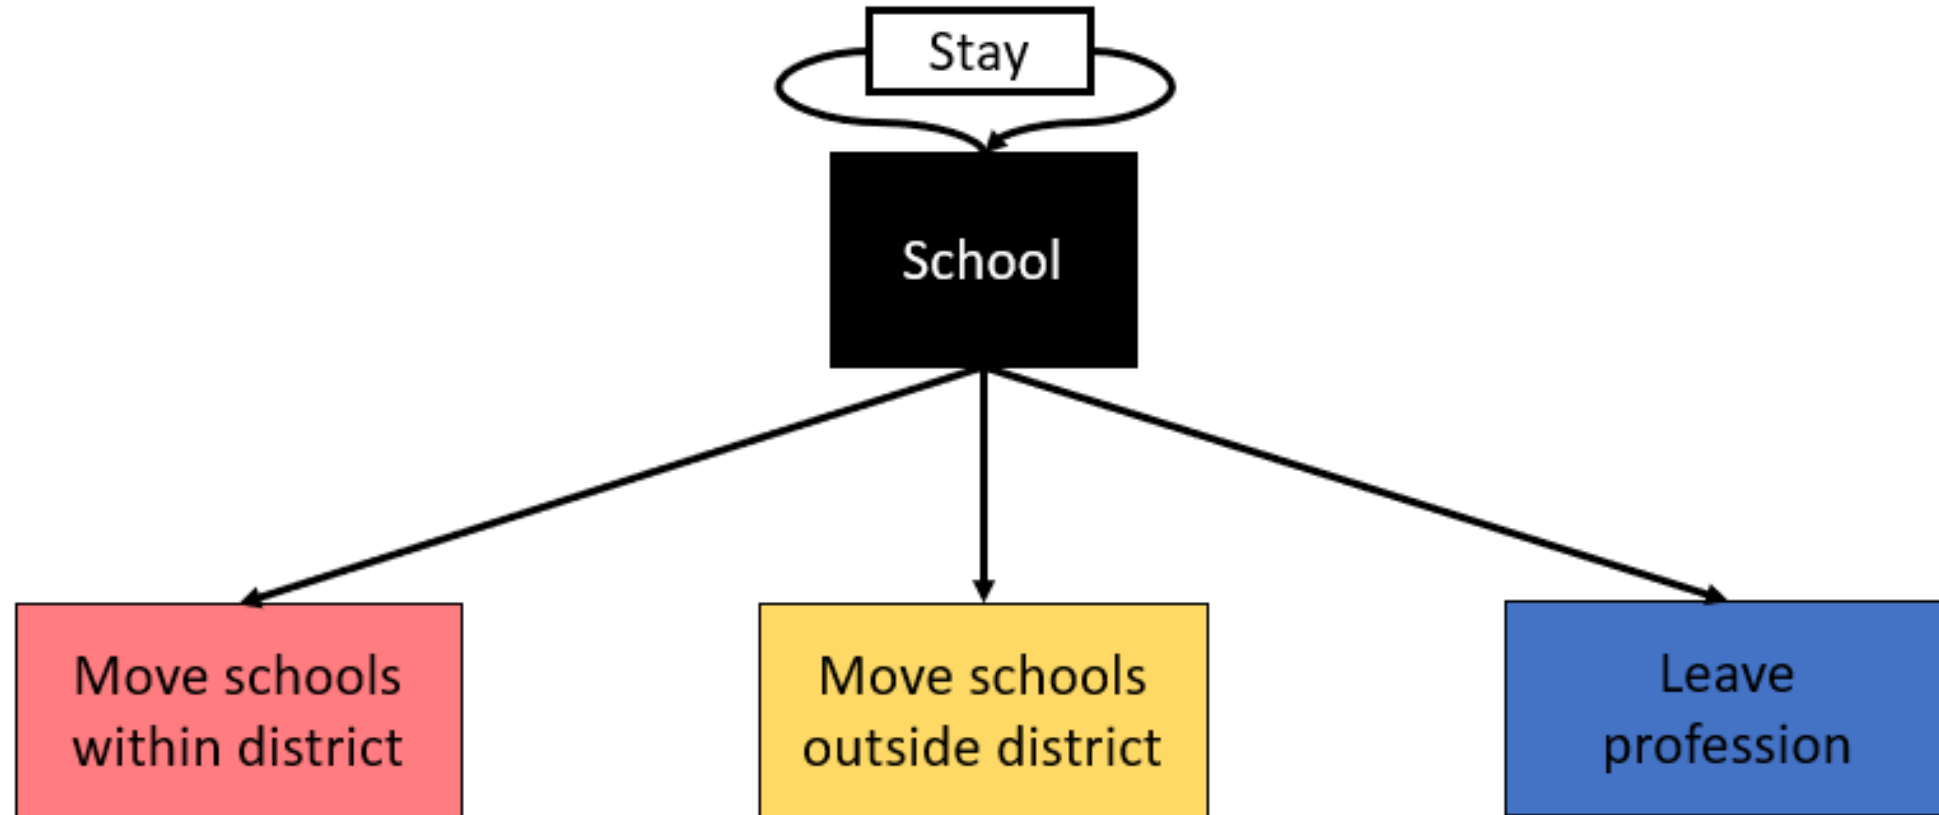 Stay
School
Move schools
within district
Move schools
outside district
Leave
profession